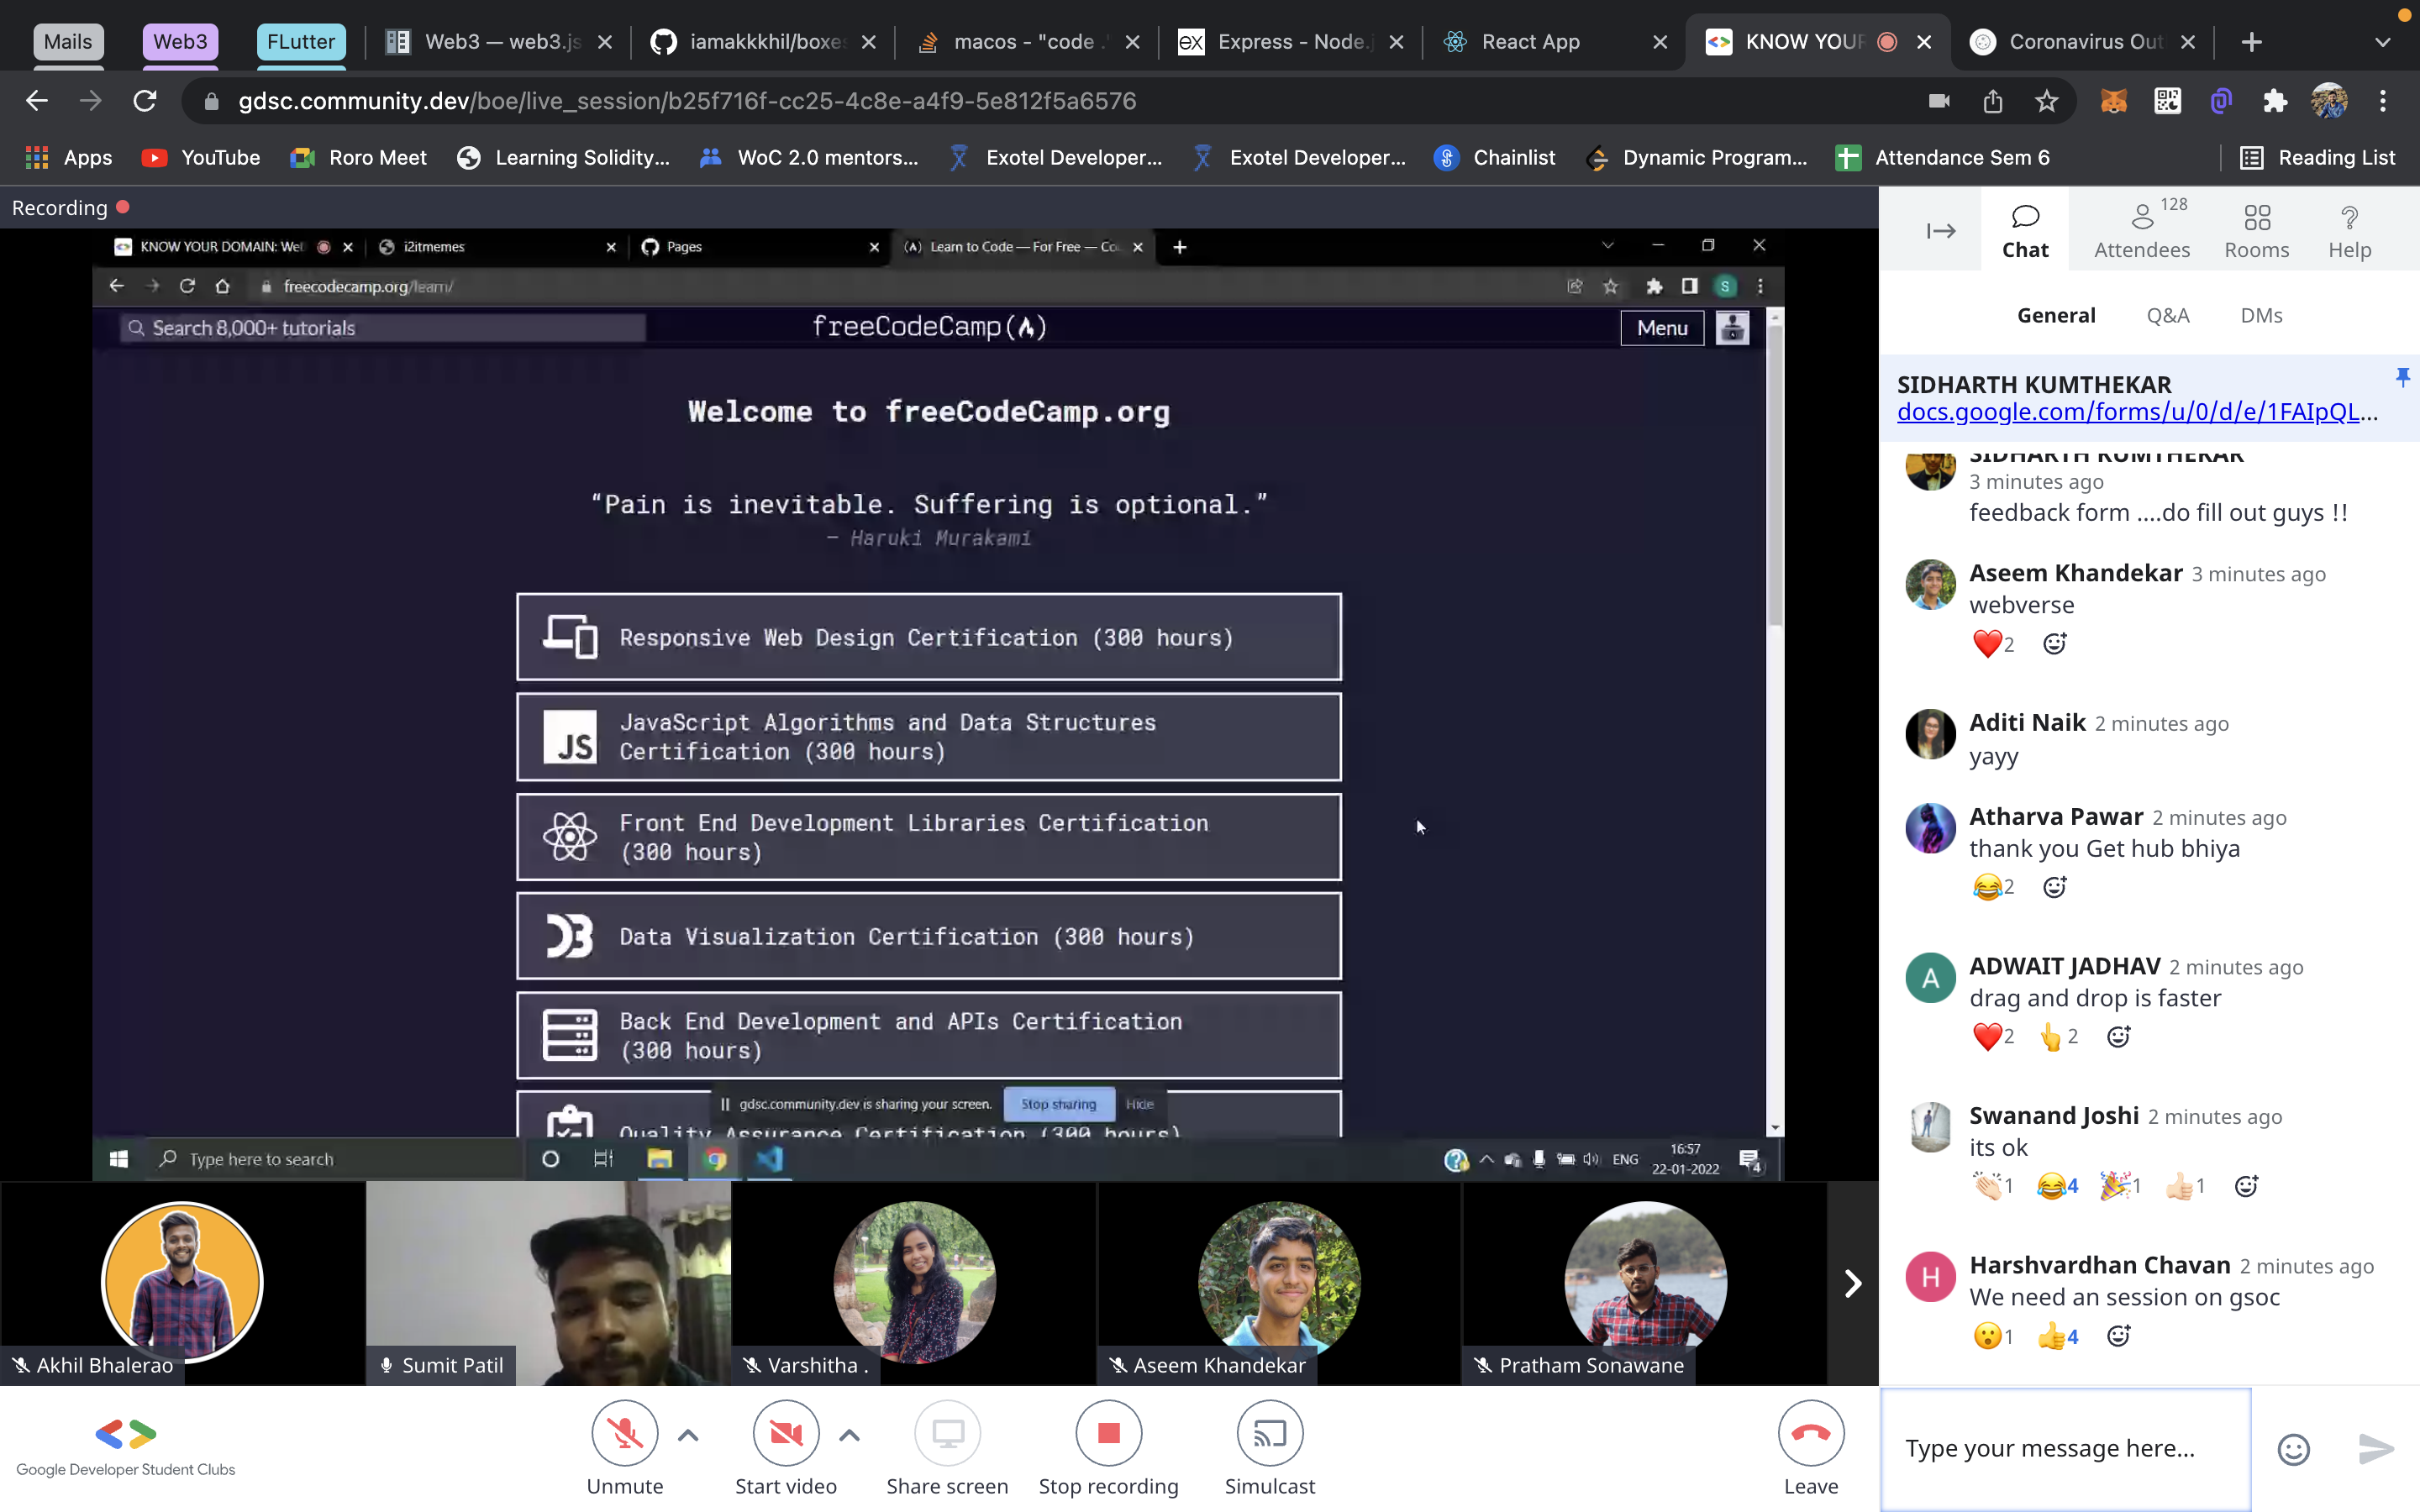 Mails
Web3
FLutter
Web3 — web3.js
iamakkkhil/boxes
macos - "code .'
Express - Node.j
React App
KNOW YOUR
Coronavirus Out
gdsc.community.dev/boe/live_session/b25f716f-cc25-4c8e-a4f9-5e812f5a6576
Apps
YouTube
Roro Meet
Learning Solidity...
WoC 2.0 mentors...
Exotel Developer...
Exotel Developer...
Chainlist
Dynamic Program...
Attendance Sem 6
Reading List
Recording
KNOW YOUR DOMAIN: We
i2itmemes
Pages
Learn to Code — For Free — Co
freecodecamp.org/learn/
S
Search 8,000+ tutorials
freeCodeCamp
Menu
Welcome to freeCodeCamp.org
“Pain is inevitable. Suffering is optional.”
— Haruki Murakami
Responsive Web Design Certification (300 hours)
JS
JavaScript Algorithms and Data Structures
Certification (300 hours)
Front End Development Libraries Certification
(300 hours)
Data Visualization Certification (300 hours)
Back End Development and APIs Certification
(300 hours)
Quality Assurance Certification (300 hours)
gdsc.community.dev is sharing your screen.
Stop sharing
Hide
Type here to search
ENG
16:57
22-01-2022
4
Akhil Bhalerao
Sumit Patil
Varshitha .
Aseem Khandekar
Pratham Sonawane
Google Developer Student Clubs
Unmute
Start video
Share screen
Stop recording
Simulcast
Leave
Chat
128
Attendees
Rooms
Help
General
Q&A
DMs
SIDHARTH KUMTHEKAR
docs.google.com/forms/u/0/d/e/1FAIpQL...
SIDHARTH KUMTHEKAR
3 minutes ago
feedback form ....do fill out guys !!
Aseem Khandekar 3 minutes ago
webverse
2
Aditi Naik 2 minutes ago
yayy
Atharva Pawar 2 minutes ago
thank you Get hub bhiya
2
A
ADWAIT JADHAV 2 minutes ago
drag and drop is faster
2 2
Swanand Joshi 2 minutes ago
its ok
1 4 1 1
H
Harshvardhan Chavan 2 minutes ago
We need an session on gsoc
1 4
Type your message here...